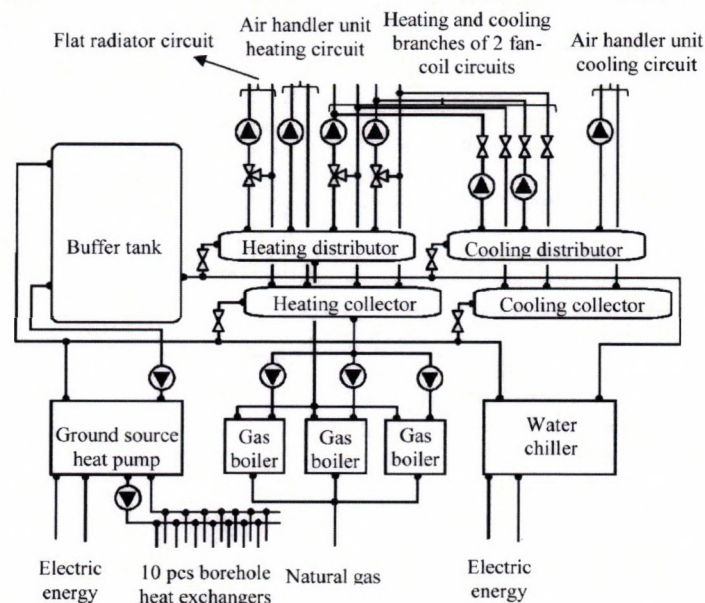 Flat radiator circuit
Air handler unit
heating circuit
Heating and cooling
branches of 2 fan-
coil circuits
Air handler unit
cooling circuit
Buffer tank
Heating distributor
Cooling distributor
Heating collector
Cooling collector
Ground source
heat pump
Gas
boiler
Gas
boiler
Gas
boiler
Water
chiller
Electric
energy
10 pcs borehole
heat exchangers
Natural gas
Electric
energy